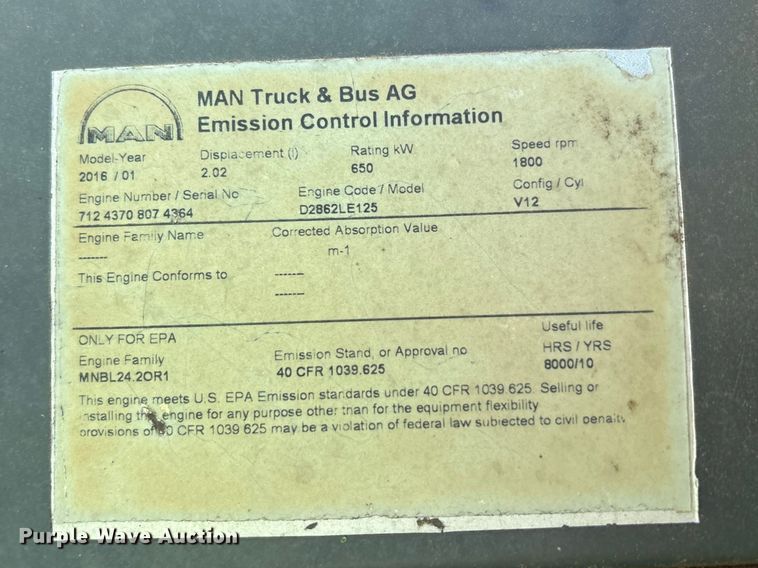 MAN
MAN Truck & Bus AG
Emission Control Information
Model-Year Displacement (l) Rating kW Speed rpm
2016 / 01 2.02 650 1800
Engine Number / Serial No Engine Code / Model Config / Cyl
712 4370 807 4364 D2862LE125 V12
Engine Family Name Corrected Absorption Value
------ m-1
This Engine Conforms to ------
------
ONLY FOR EPA Useful life
Engine Family Emission Stand. or Approval no HRS / YRS
MNBL24.2OR1 40 CFR 1039.625 8000/10
This engine meets U.S. EPA Emission standards under 40 CFR 1039.625. Selling or
installing this engine for any purpose other than for the equipment flexibility
provisions of 40 CFR 1039 625 may be a violation of federal law subjected to civil penalty.
Purple Wave Auction